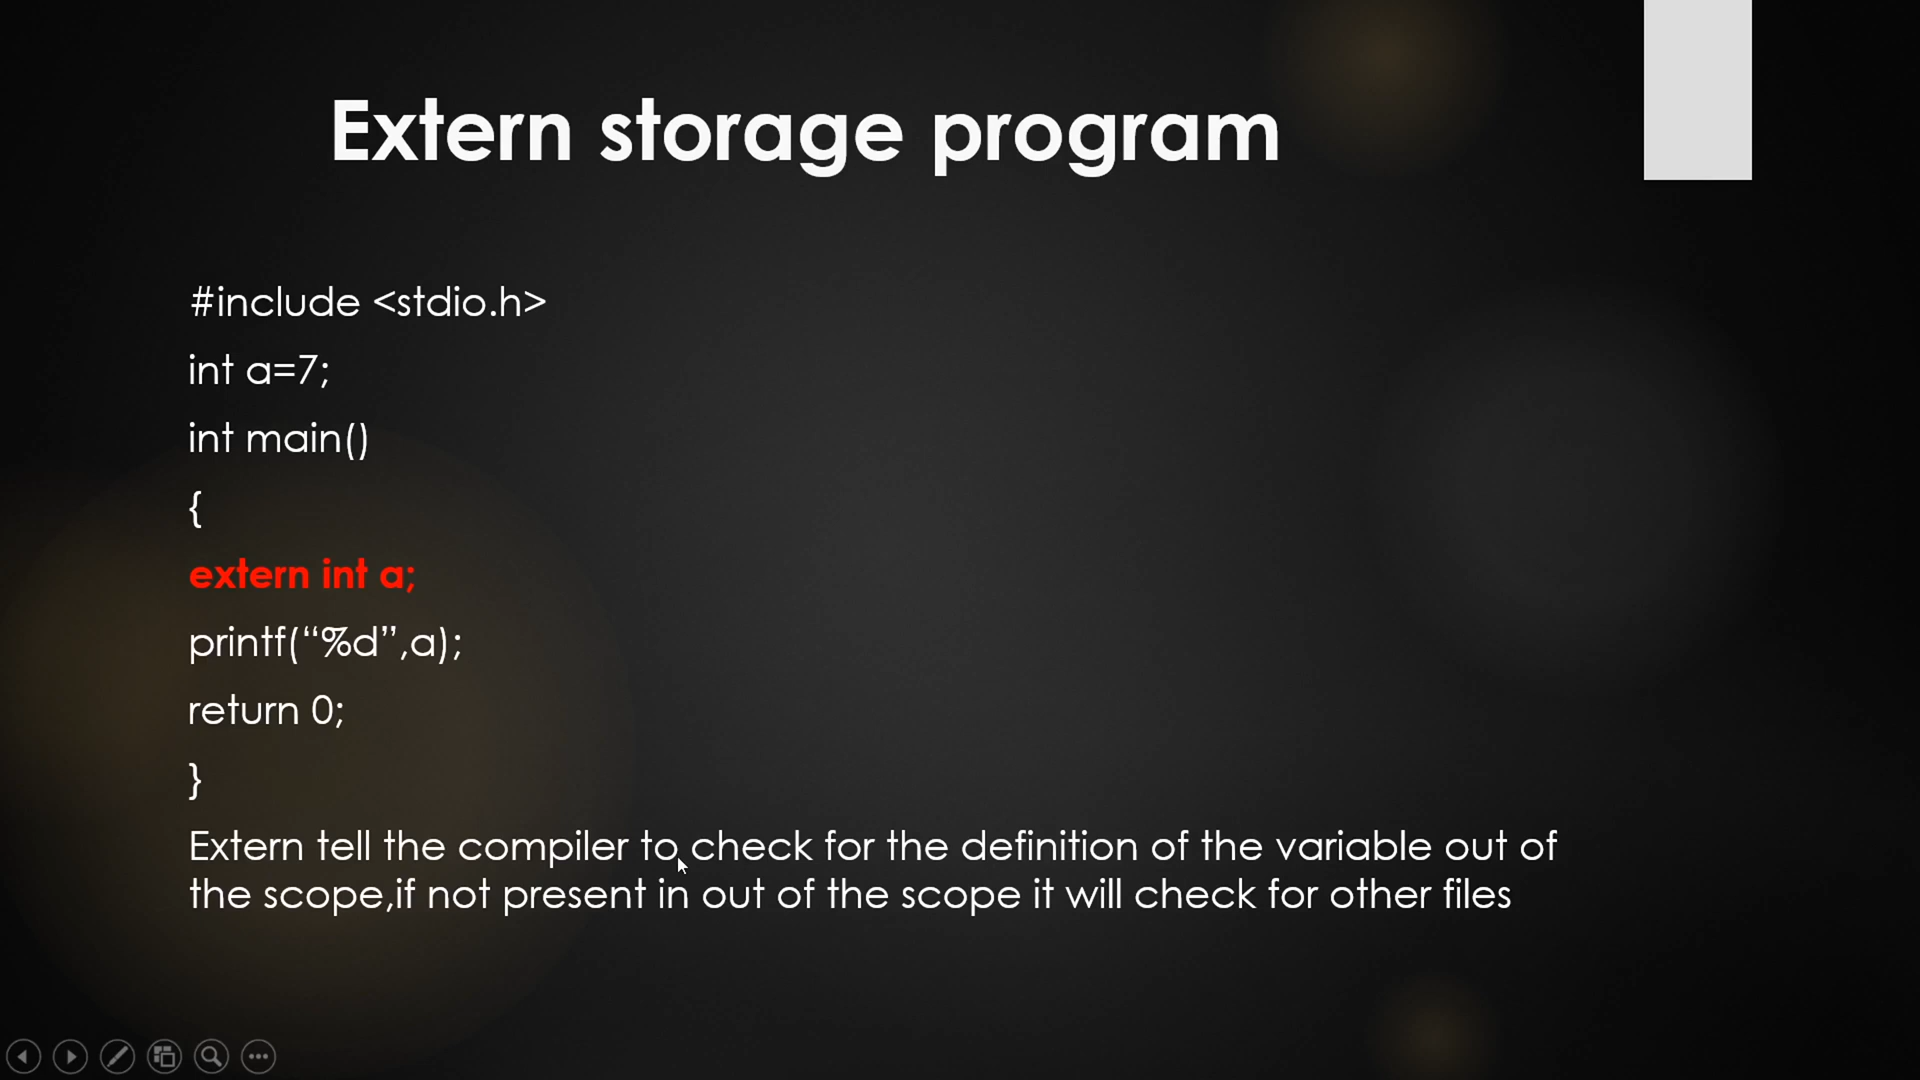 Extern storage program
#include <stdio.h>
int a=7;
int main()
{
extern int a;
printf(“%d”,a);
return 0;
}
Extern tell the compiler to check for the definition of the variable out of
the scope,if not present in out of the scope it will check for other files